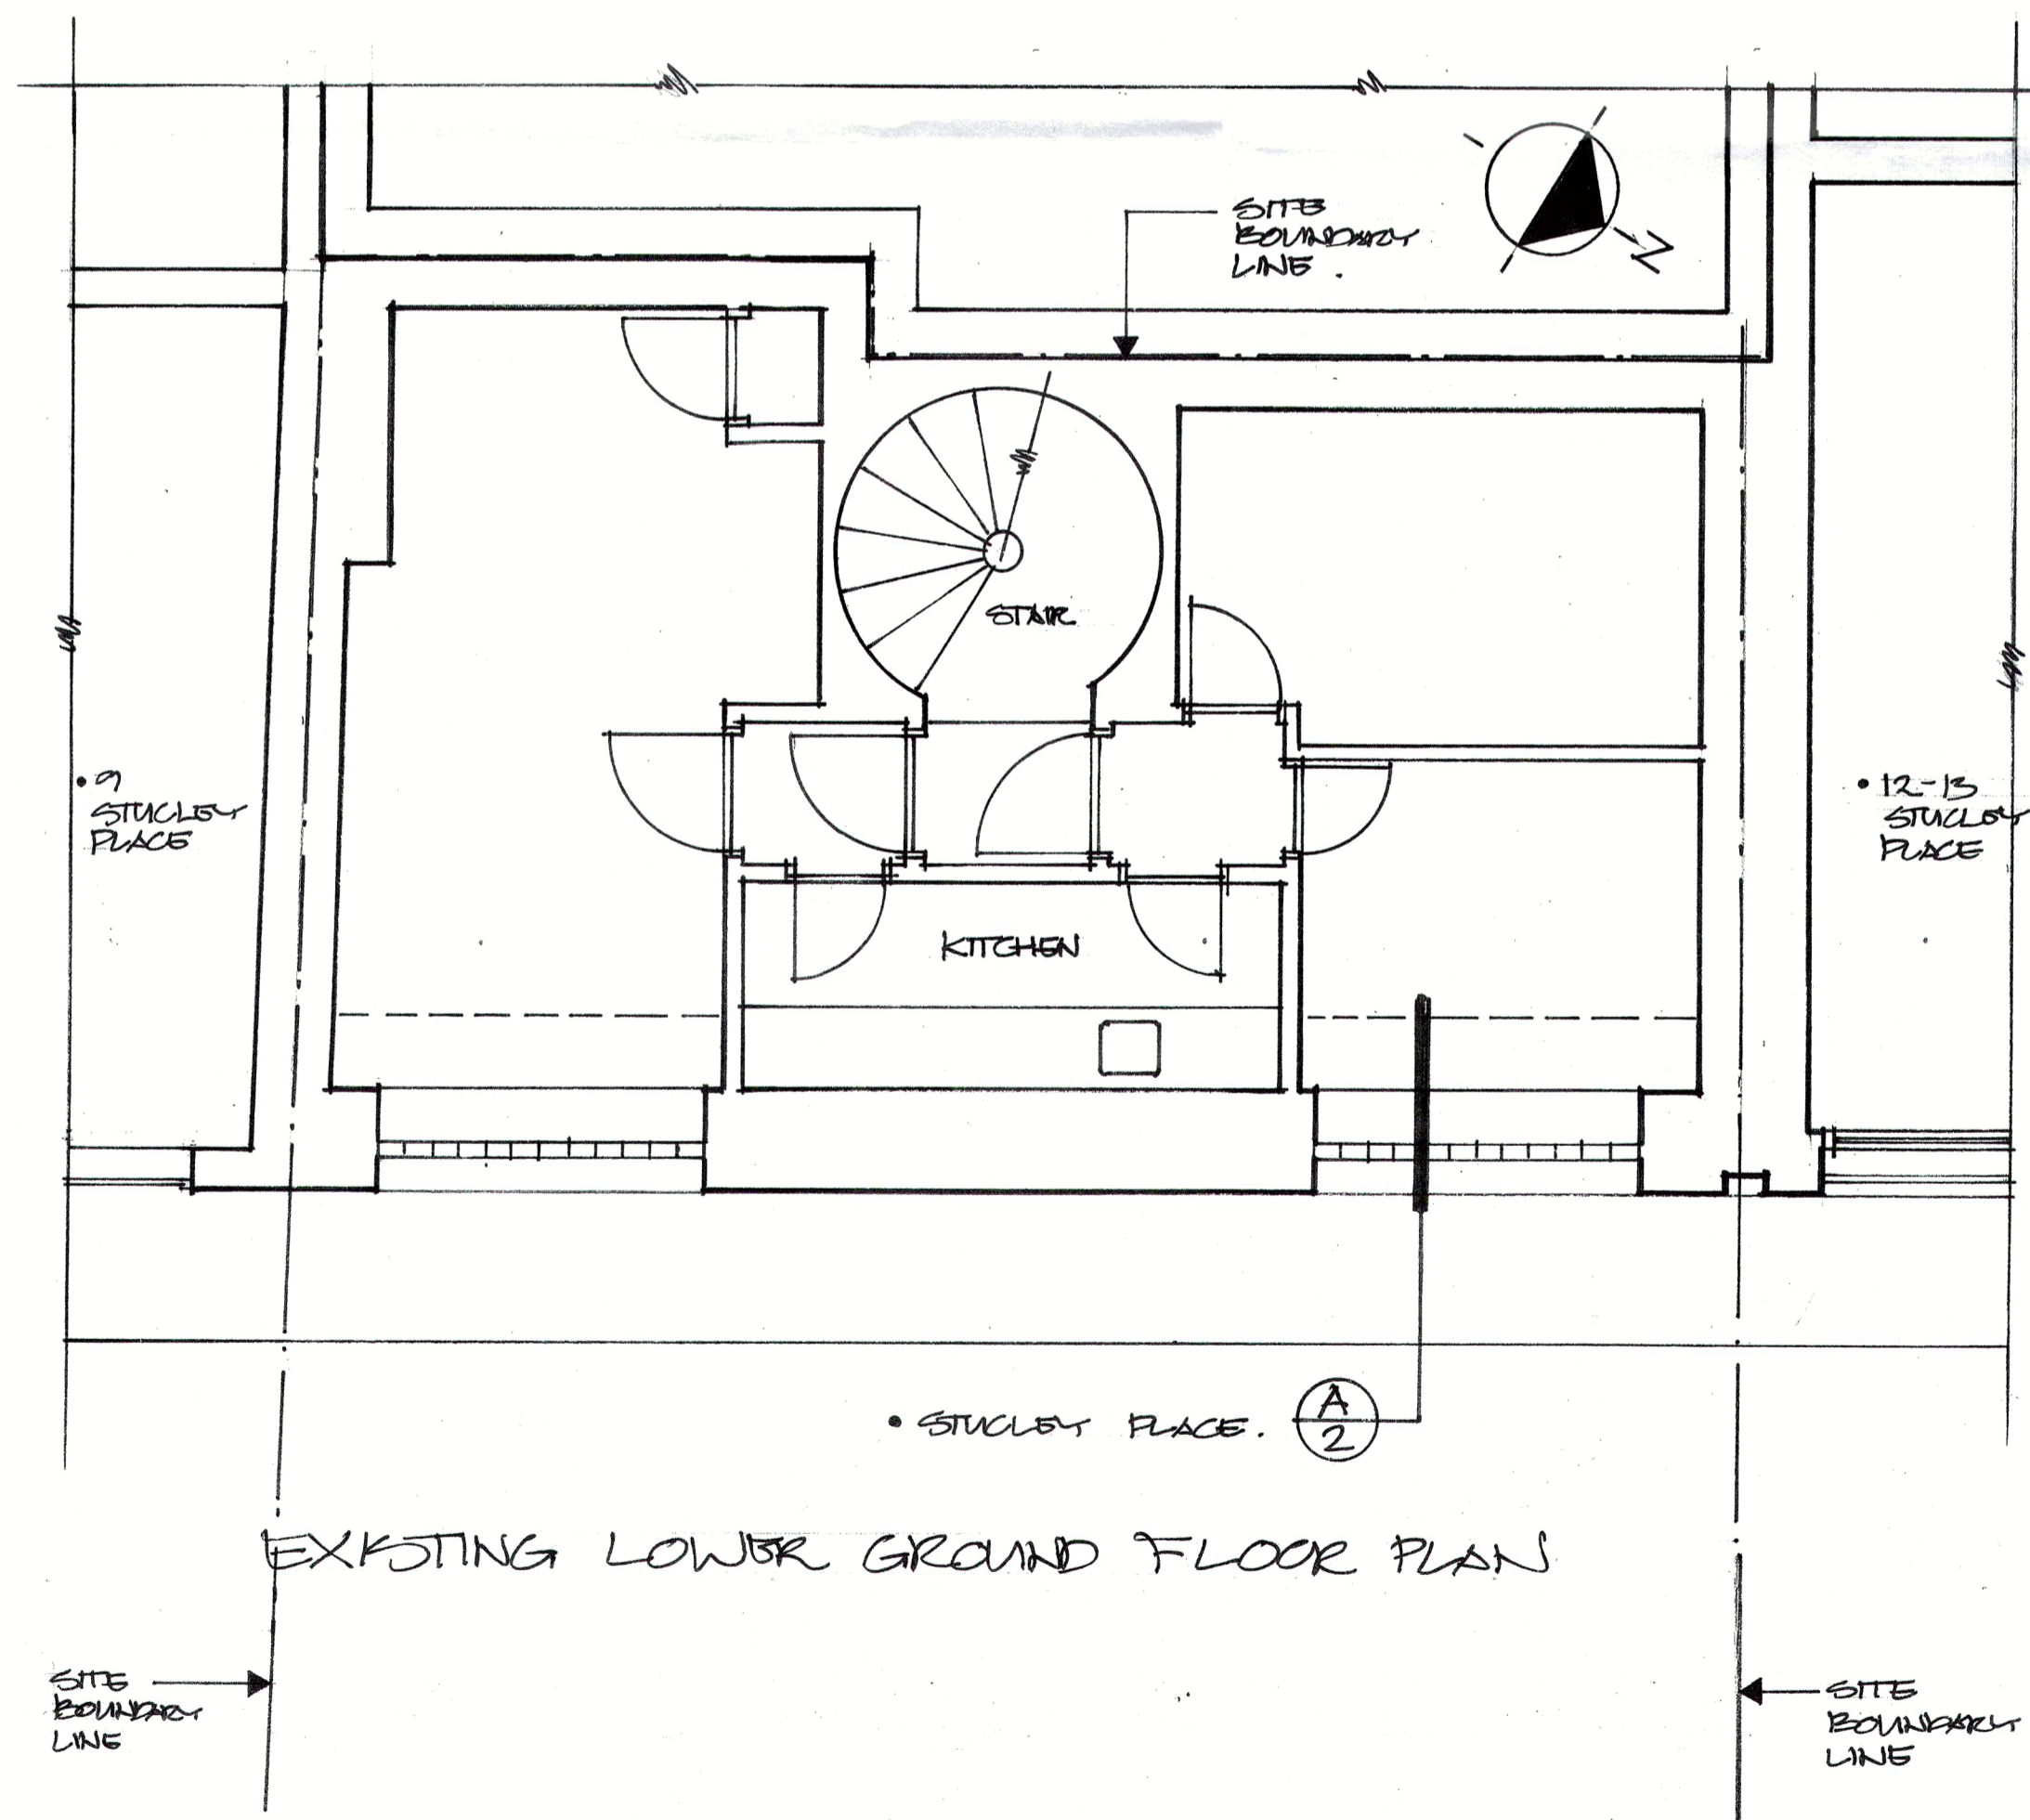 SITE
BOUNDARY
LINE.
N
STAIR
• 9
STUCLEY
PLACE
• 12-13
STUCLEY
PLACE
KITCHEN
• STUCLEY PLACE.
A
2
EXISTING LOWER GROUND FLOOR PLAN
SITE
BOUNDARY
LINE
SITE
BOUNDARY
LINE